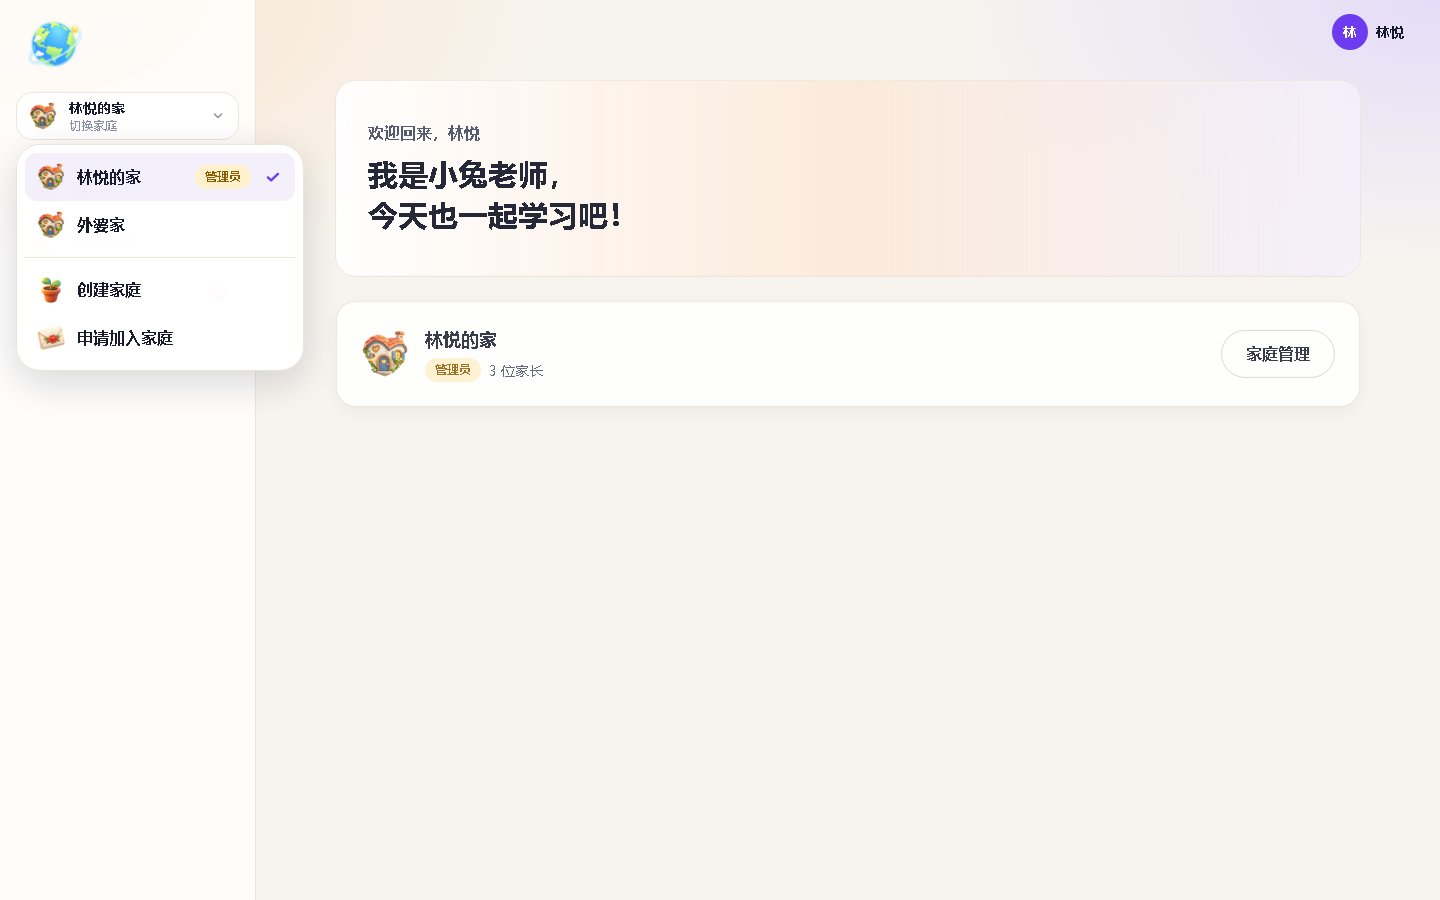 林
林悦
林悦的家
切换家庭
林悦的家
管理员
外婆家
创建家庭
申请加入家庭
欢迎回来，林悦
我是小兔老师，
今天也一起学习吧！
林悦的家
管理员 3 位家长
家庭管理